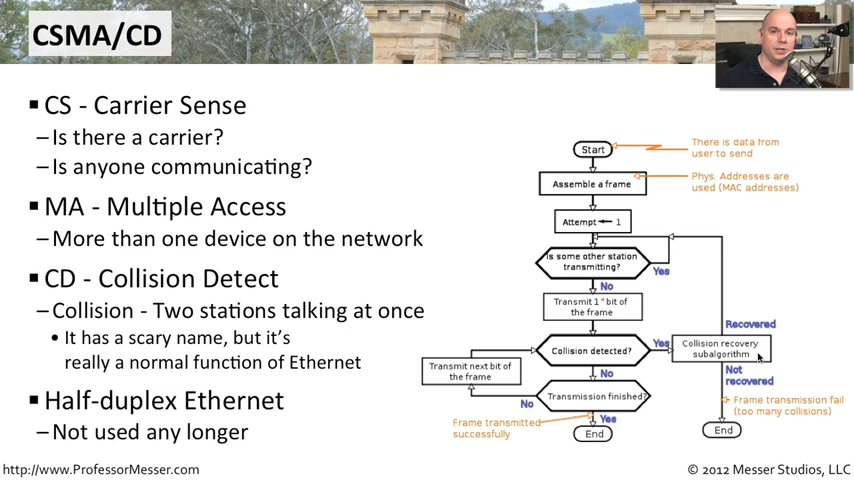 CSMA/CD
▪ CS - Carrier Sense
– Is there a carrier?
– Is anyone communicating?
▪ MA - Multiple Access
– More than one device on the network
▪ CD - Collision Detect
– Collision - Two stations talking at once
• It has a scary name, but it's
really a normal function of Ethernet
▪ Half-duplex Ethernet
– Not used any longer
Start
There is data from
user to send
Assemble a frame
Phys. Addresses are
used (MAC addresses)
Attempt ← 1
Is some other station
transmitting?
Yes
No
Transmit 1st bit of
the frame
Collision detected?
Yes
Collision recovery
subalgorithm
Recovered
Not
recovered
No
Transmit next bit of
the frame
Transmission finished?
No
Yes
Frame transmitted
successfully
End
Frame transmission fail
(too many collisions)
End
http://www.ProfessorMesser.com
© 2012 Messer Studios, LLC